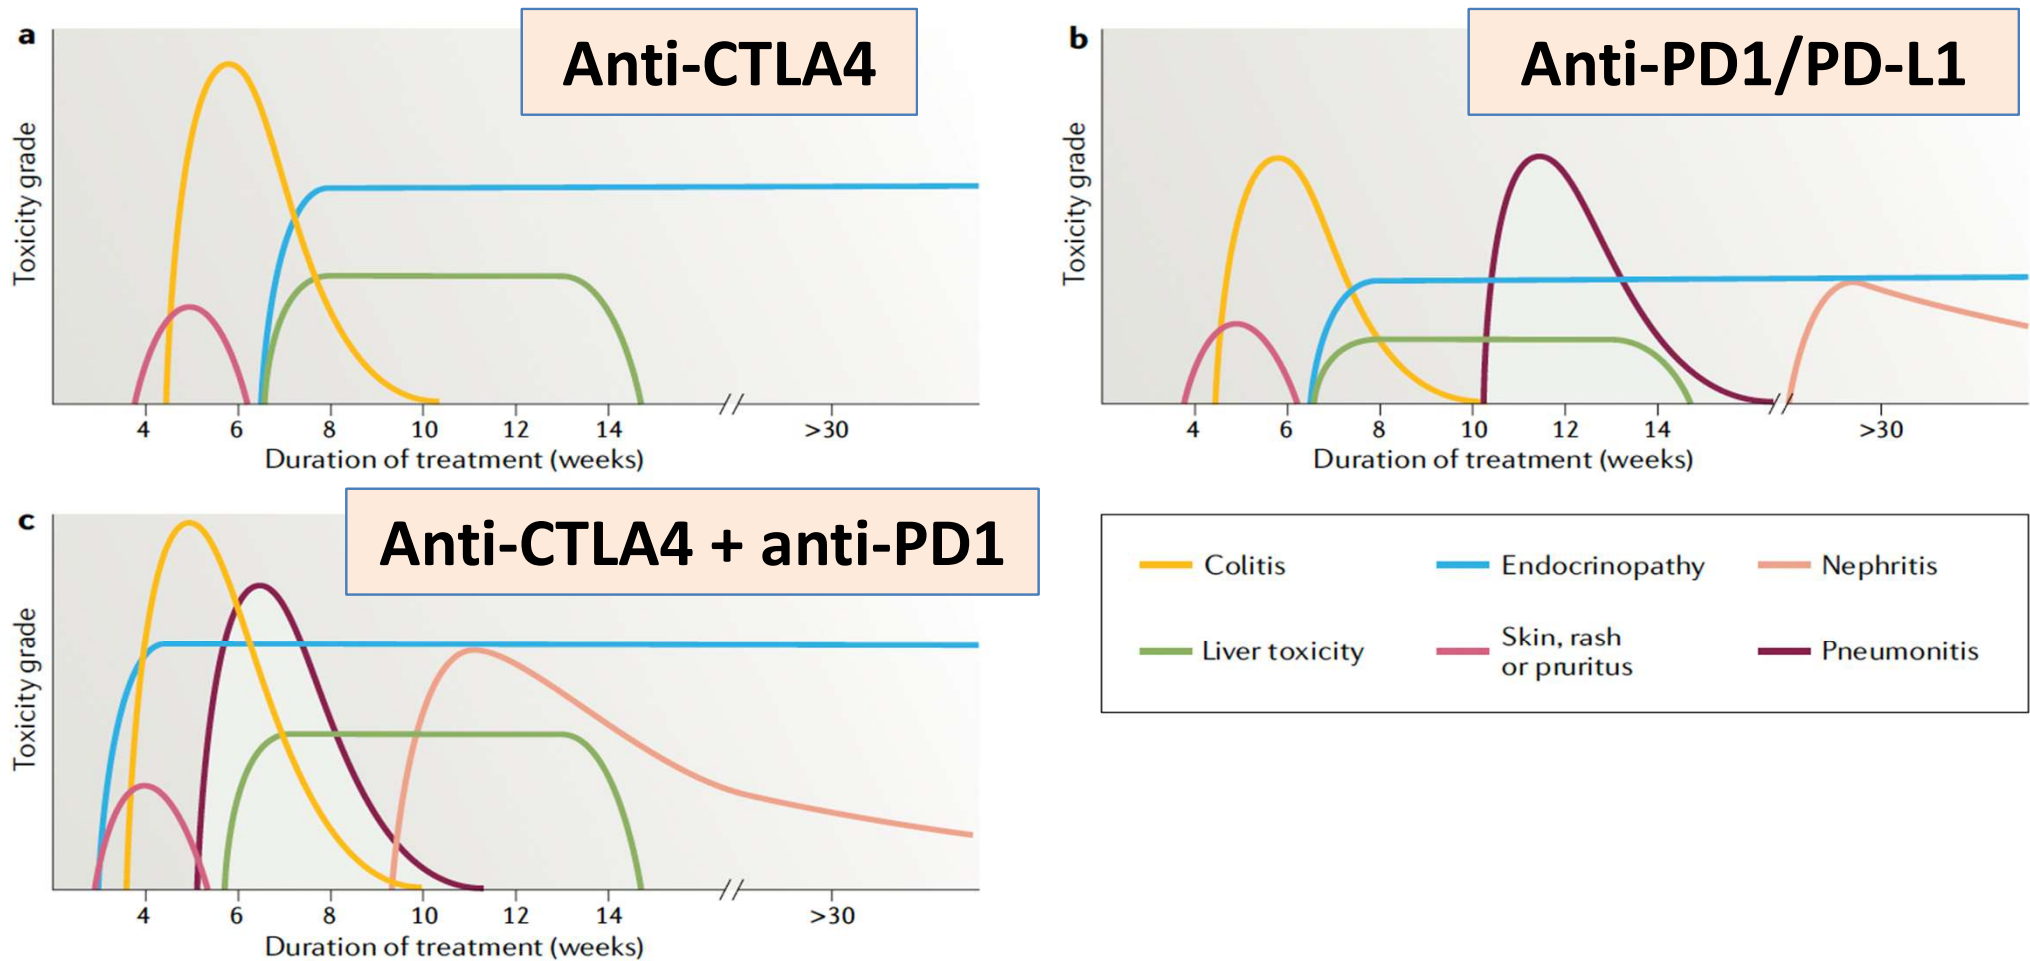 a
Anti-CTLA4
Toxicity grade
4 6 8 10 12 14 >30
Duration of treatment (weeks)
b
Anti-PD1/PD-L1
Toxicity grade
4 6 8 10 12 14 >30
Duration of treatment (weeks)
c
Anti-CTLA4 + anti-PD1
Toxicity grade
4 6 8 10 12 14 >30
Duration of treatment (weeks)
Colitis
Endocrinopathy
Nephritis
Liver toxicity
Skin, rash
or pruritus
Pneumonitis